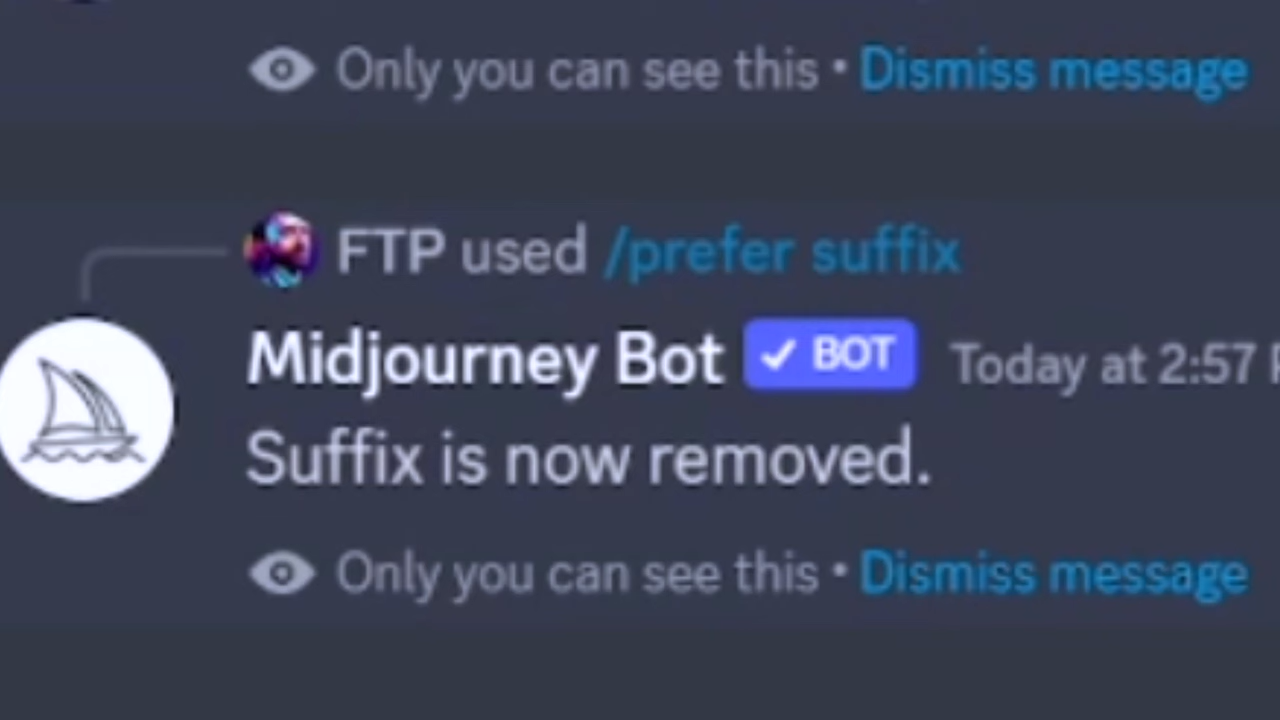 Only you can see this • Dismiss message
FTP used /prefer suffix
Midjourney Bot ✓ BOT Today at 2:57
Suffix is now removed.
Only you can see this • Dismiss message